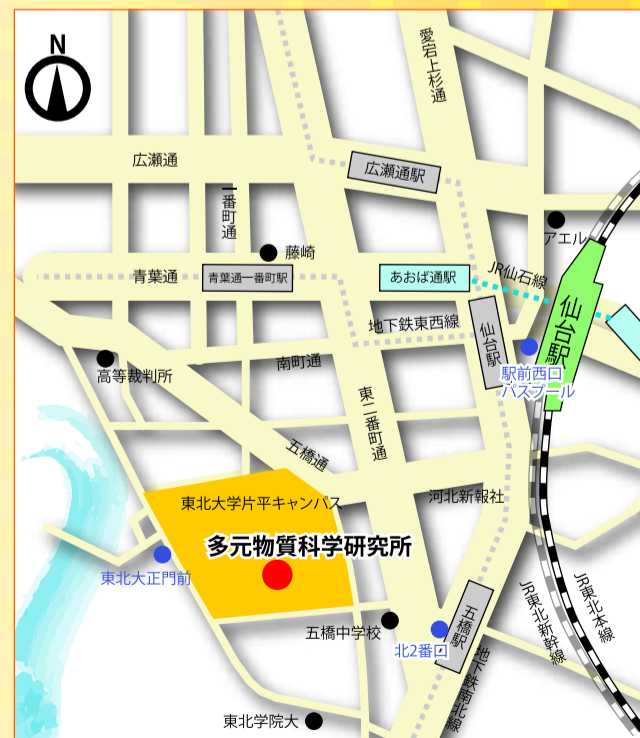 N
愛宕上杉通
広瀬通
広瀬通駅
一番町通
藤崎
アエル
青葉通
青葉通一番町駅
あおば通駅
JR仙石線
仙台駅
地下鉄東西線
仙台駅
駅前西口
バスプール
高等裁判所
南町通
東二番町通
五橋通
東北大学片平キャンパス
河北新報社
多元物質科学研究所
東北大正門前
五橋中学校
北2番口
五橋駅
JR東北新幹線
JR東北本線
地下鉄南北線
東北学院大